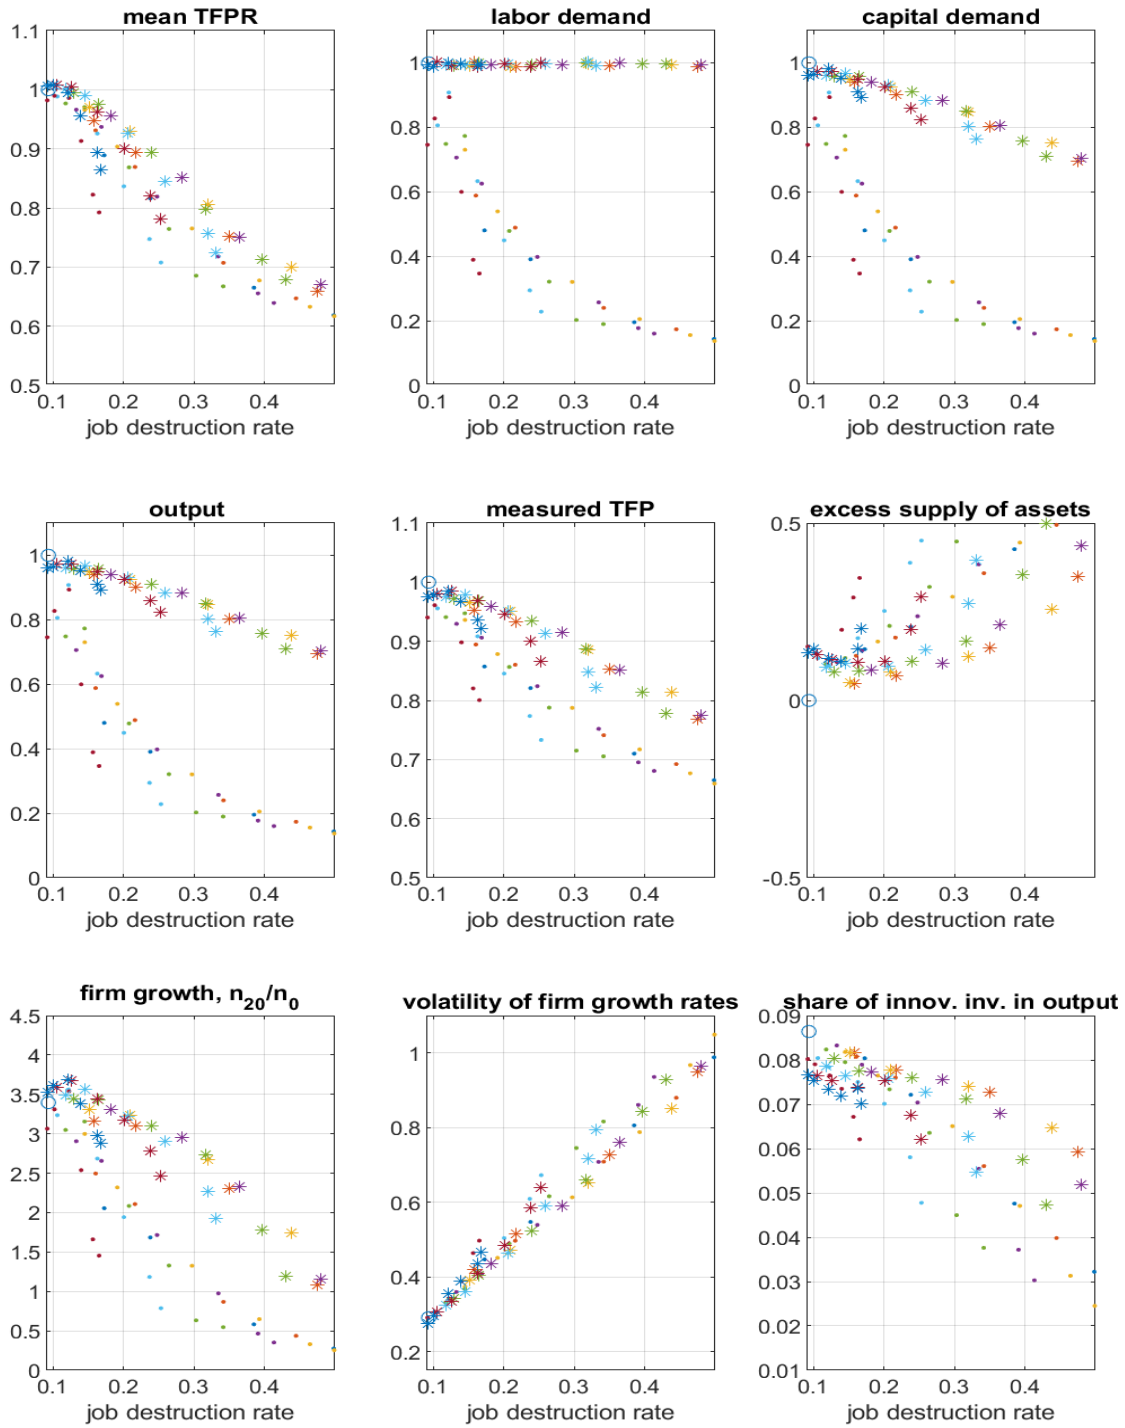 mean TFPR
1.1
1
0.9
0.8
0.7
0.6
0.5
0.1 0.2 0.3 0.4
job destruction rate
labor demand
1
0.8
0.6
0.4
0.2
0
0.1 0.2 0.3 0.4
job destruction rate
capital demand
1
0.8
0.6
0.4
0.2
0
0.1 0.2 0.3 0.4
job destruction rate
output
1
0.8
0.6
0.4
0.2
0
0.1 0.2 0.3 0.4
job destruction rate
measured TFP
1.1
1
0.9
0.8
0.7
0.6
0.5
0.1 0.2 0.3 0.4
job destruction rate
excess supply of assets
0.5
0
-0.5
0.1 0.2 0.3 0.4
job destruction rate
firm growth, n20/n0
4.5
4
3.5
3
2.5
2
1.5
1
0.5
0
0.1 0.2 0.3 0.4
job destruction rate
volatility of firm growth rates
1
0.8
0.6
0.4
0.2
0.1 0.2 0.3 0.4
job destruction rate
share of innov. inv. in output
0.09
0.08
0.07
0.06
0.05
0.04
0.03
0.02
0.01
0.1 0.2 0.3 0.4
job destruction rate